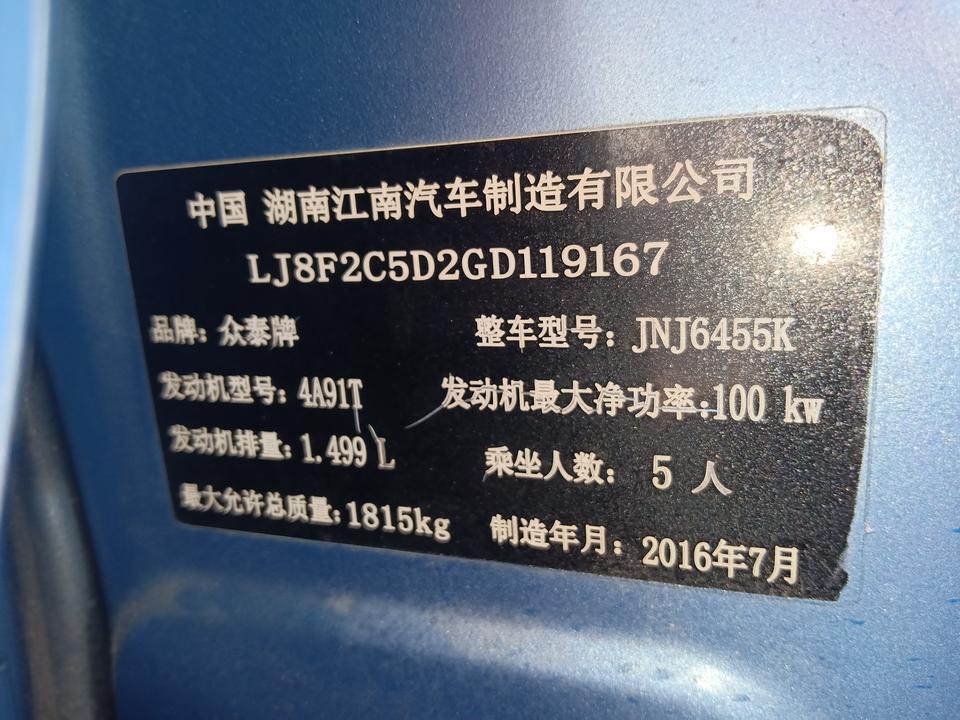 中国 湖南江南汽车制造有限公司
LJ8F2C5D2GD119167
品牌：众泰牌 整车型号：JNJ6455K
发动机型号：4A91T 发动机最大净功率：100 kw
发动机排量：1.499 L 乘坐人数： 5 人
最大允许总质量：1815kg 制造年月：2016年7月